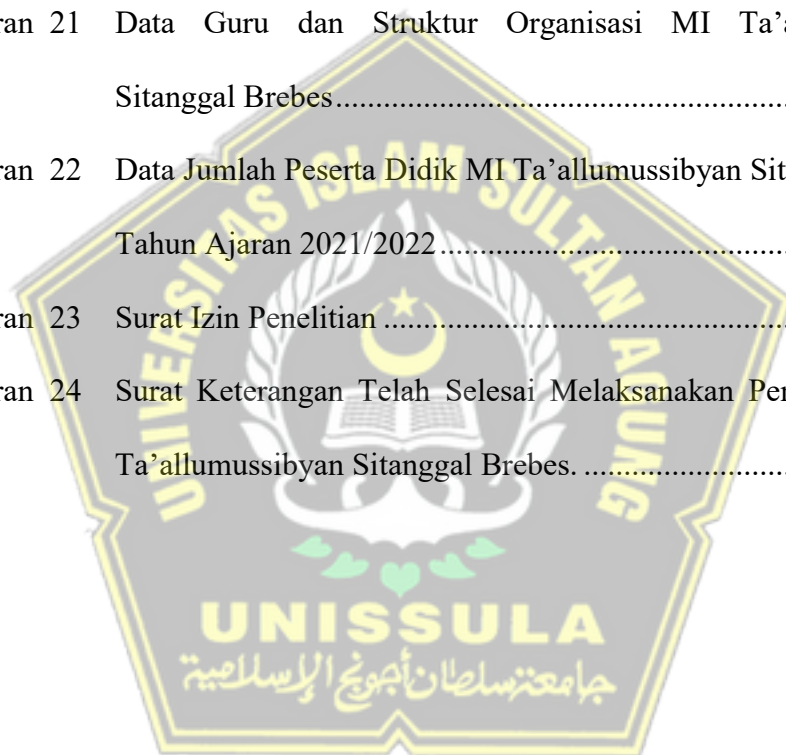 ran 21 Data Guru dan Struktur Organisasi MI Ta’a
Sitanggal Brebes................................................................
ran 22 Data Jumlah Peserta Didik MI Ta’allumussibyan Sit
Tahun Ajaran 2021/2022................................................
ran 23 Surat Izin Penelitian ........................................................
ran 24 Surat Keterangan Telah Selesai Melaksanakan Per
Ta’allumussibyan Sitanggal Brebes. ..............................
UNIVERSITAS ISLAM SULTAN AGUNG
UNISSULA
جامعة سلطان أجونج الإسلامية